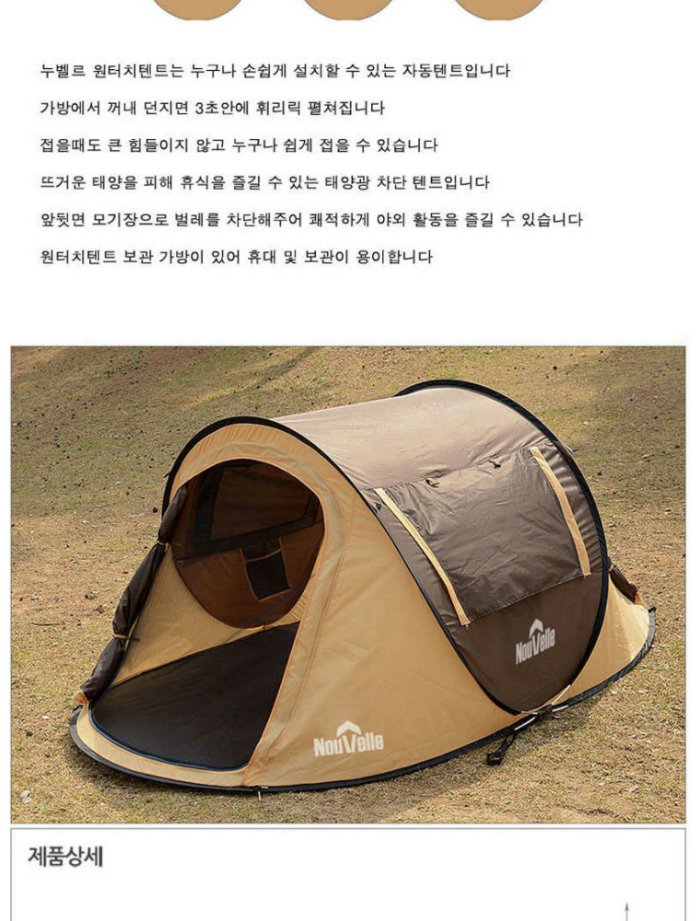 누벨르 원터치텐트는 누구나 손쉽게 설치할 수 있는 자동텐트입니다
가방에서 꺼내 던지면 3초안에 휘리릭 펼쳐집니다
접을때도 큰 힘들이지 않고 누구나 쉽게 접을 수 있습니다
뜨거운 태양을 피해 휴식을 즐길 수 있는 태양광 차단 텐트입니다
앞뒷면 모기장으로 벌레를 차단해주어 쾌적하게 야외 활동을 즐길 수 있습니다
원터치텐트 보관 가방이 있어 휴대 및 보관이 용이합니다
NouVelle
NouVelle
제품상세